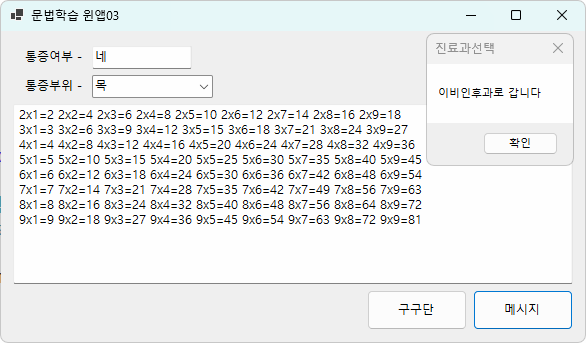 문법학습 윈앱03
통증여부 - 네
통증부위 - 목
진료과선택
이비인후과로 갑니다
확인
2x1=2 2x2=4 2x3=6 2x4=8 2x5=10 2x6=12 2x7=14 2x8=16 2x9=18
3x1=3 3x2=6 3x3=9 3x4=12 3x5=15 3x6=18 3x7=21 3x8=24 3x9=27
4x1=4 4x2=8 4x3=12 4x4=16 4x5=20 4x6=24 4x7=28 4x8=32 4x9=36
5x1=5 5x2=10 5x3=15 5x4=20 5x5=25 5x6=30 5x7=35 5x8=40 5x9=45
6x1=6 6x2=12 6x3=18 6x4=24 6x5=30 6x6=36 6x7=42 6x8=48 6x9=54
7x1=7 7x2=14 7x3=21 7x4=28 7x5=35 7x6=42 7x7=49 7x8=56 7x9=63
8x1=8 8x2=16 8x3=24 8x4=32 8x5=40 8x6=48 8x7=56 8x8=64 8x9=72
9x1=9 9x2=18 9x3=27 9x4=36 9x5=45 9x6=54 9x7=63 9x8=72 9x9=81
구구단
메시지